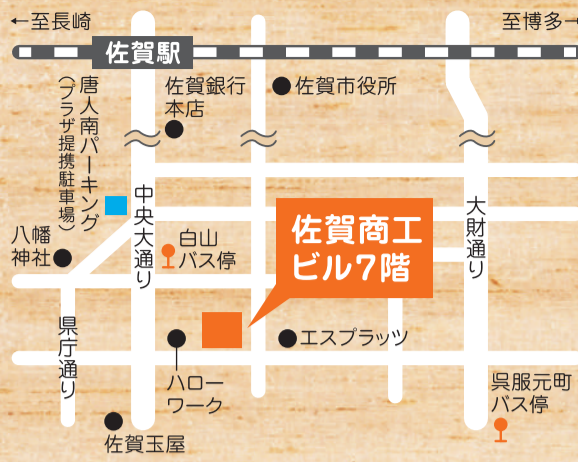 ←至長崎
至博多→
佐賀駅
佐賀銀行
本店
佐賀市役所
唐人南パーキング
（プラザ提携駐車場）
中央大通り
大財通り
佐賀商工
ビル7階
八幡
神社
白山
バス停
県庁通り
エスプラッツ
ハロー
ワーク
呉服元町
バス停
佐賀玉屋